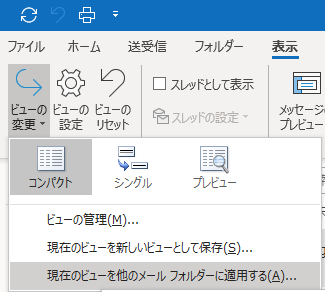 ファイル ホーム 送受信 フォルダー 表示
ビューの変更 ビューの設定 ビューのリセット
スレッドとして表示
スレッドの設定
メッセージの
プレビュー
コンパクト シングル プレビュー
ビューの管理(M)...
現在のビューを新しいビューとして保存(S)...
現在のビューを他のメール フォルダーに適用する(A)...